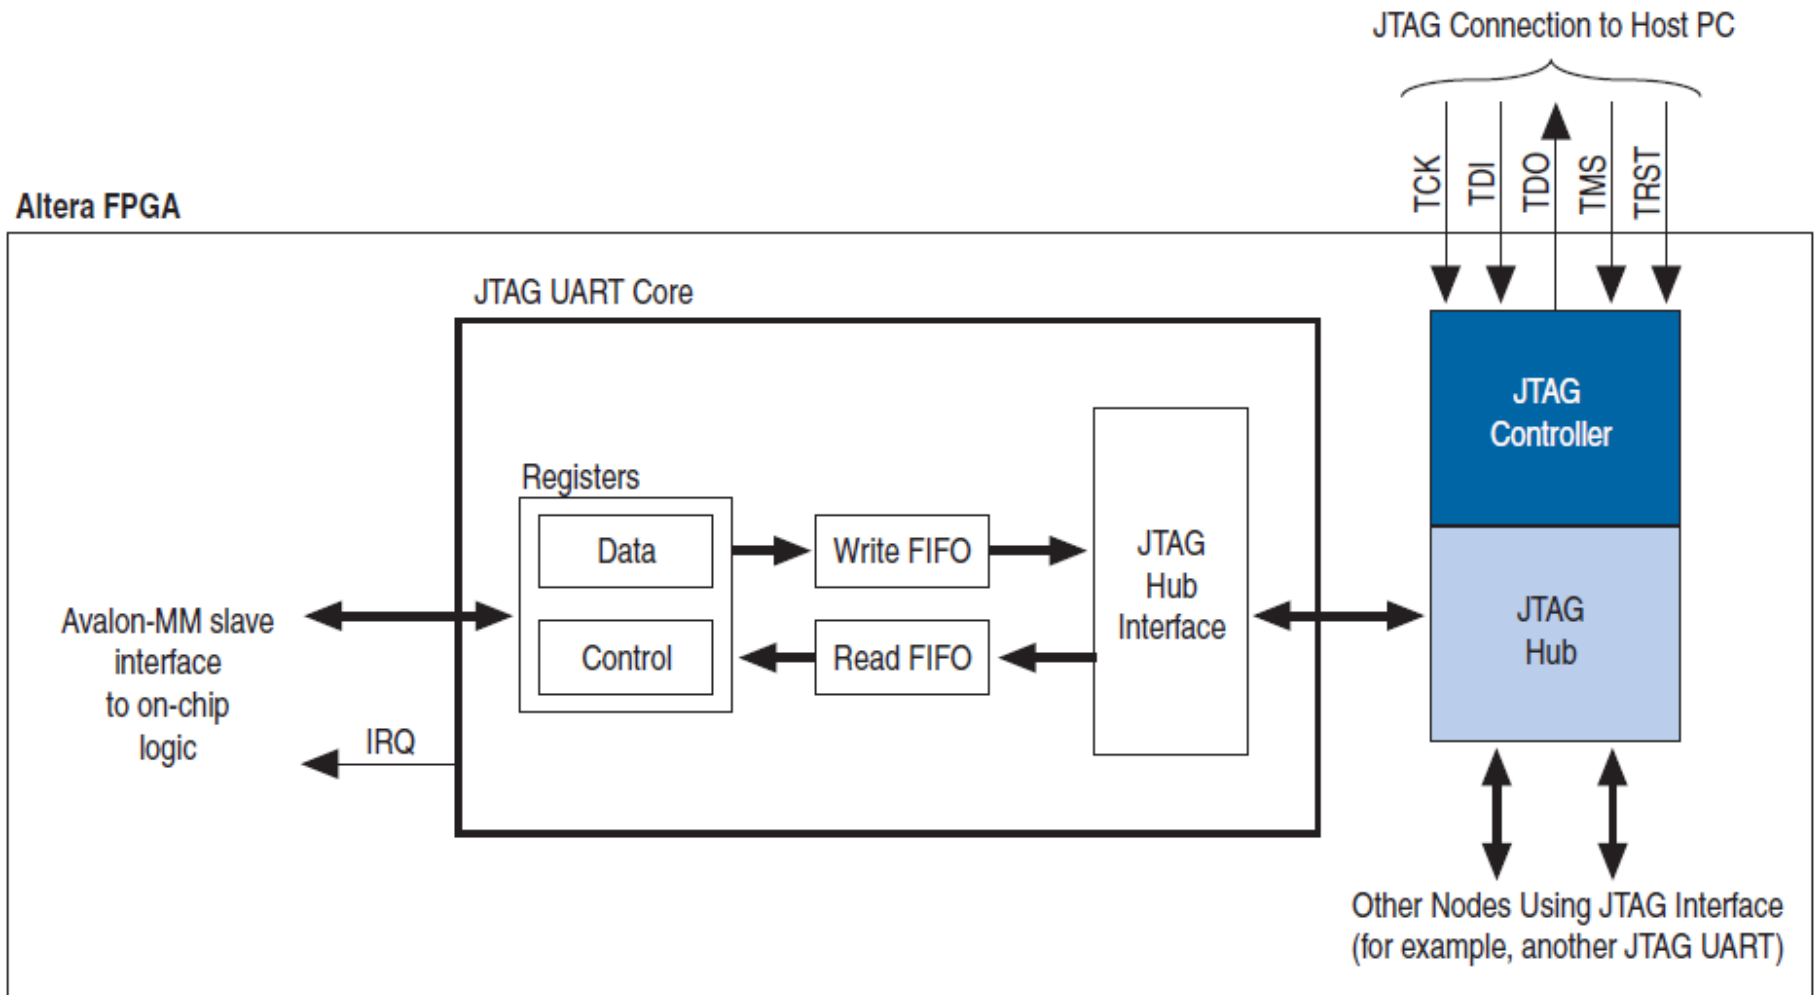 JTAG Connection to Host PC
TCK
TDI
TDO
TMS
TRST
Altera FPGA
JTAG UART Core
JTAG
Controller
Registers
Data
Write FIFO
JTAG
Hub
Interface
Control
Read FIFO
JTAG
Hub
Avalon-MM slave
interface
to on-chip
logic
IRQ
Other Nodes Using JTAG Interface
(for example, another JTAG UART)